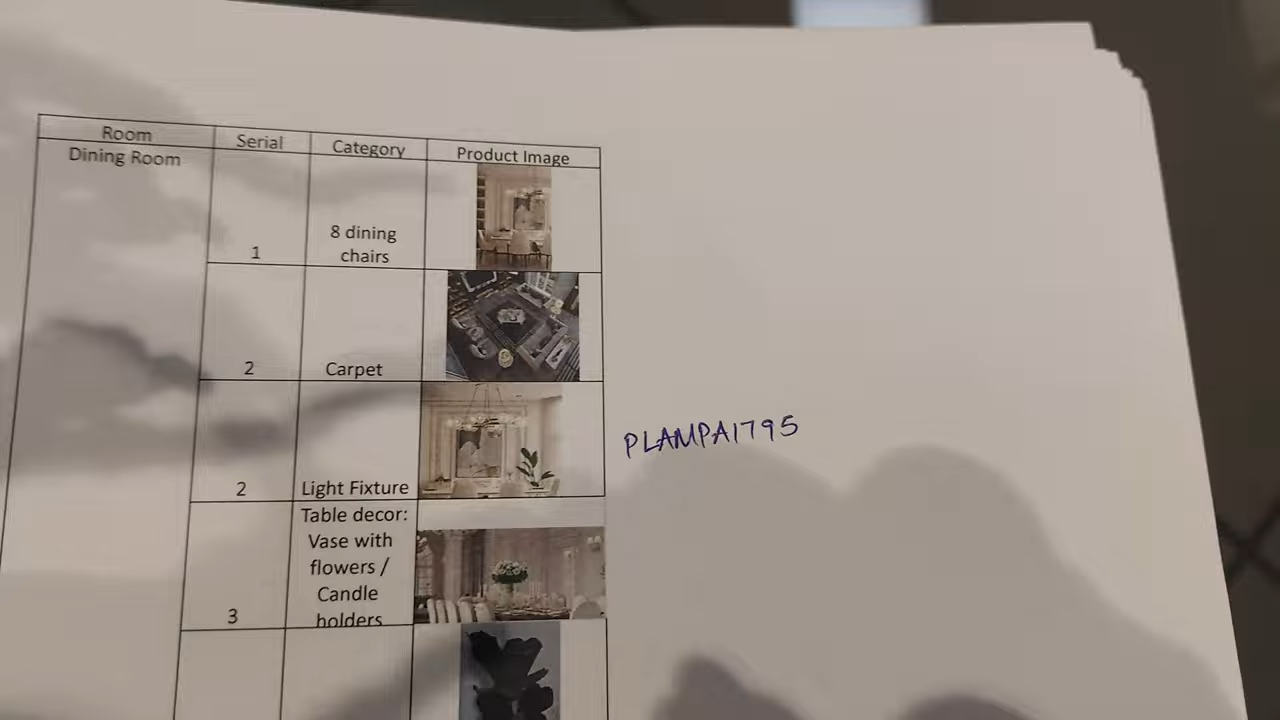 Room Serial Category Product Image
Dining Room
1 8 dining
chairs
2 Carpet
PLAMPA1795
2 Light Fixture
Table decor:
Vase with
flowers /
Candle
3 holders